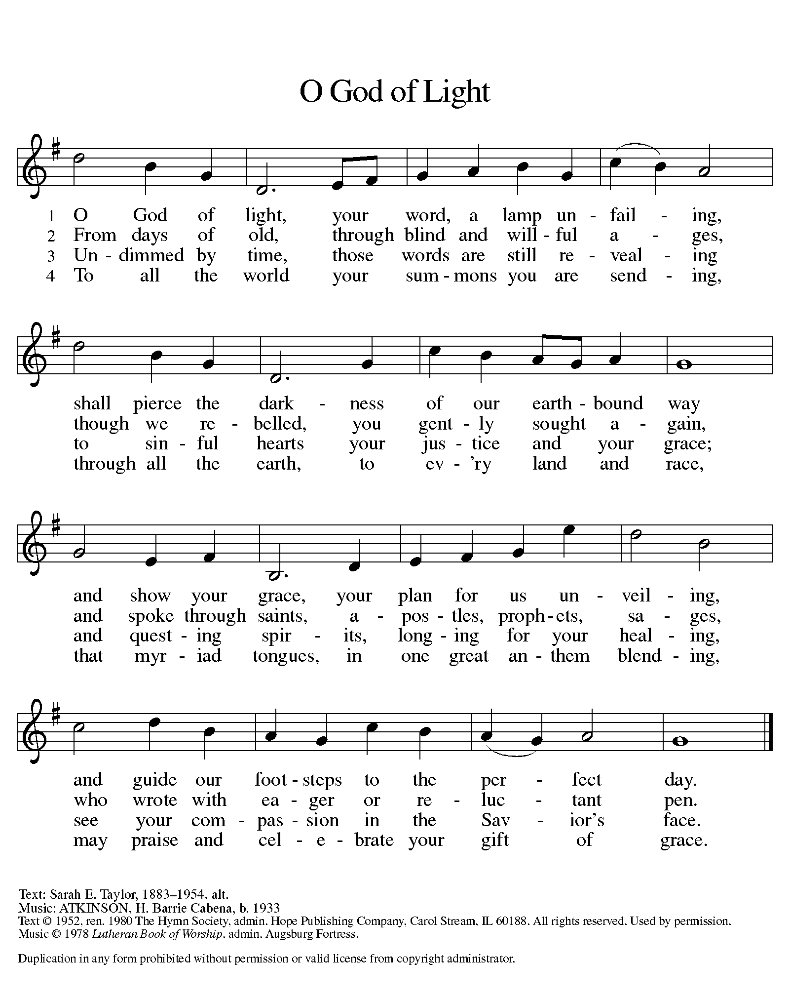 O God of Light
1 O God of light, your word, a lamp un - fail - ing,
2 From days of old, through blind and will - ful a - ges,
3 Un - dimmed by time, those words are still re - veal - ing
4 To all the world your sum - mons you are send - ing,
shall pierce the dark - ness of our earth - bound way
though we re - belled, you gent - ly sought a - gain,
to sin - ful hearts your jus - tice and your grace;
through all the earth, to ev - 'ry land and race,
and show your grace, your plan for us un - veil - ing,
and spoke through saints, a - pos - tles, proph - ets, sa - ges,
and quest - ing spir - its, long - ing for your heal - ing,
that myr - iad tongues, in one great an - them blend - ing,
and guide our foot - steps to the per - fect day.
who wrote with ea - ger or re - luc - tant pen.
see your com - pas - sion in the Sav - ior's face.
may praise and cel - e - brate your gift of grace.
Text: Sarah E. Taylor, 1883–1954, alt.
Music: ATKINSON, H. Barrie Cabena, b. 1933
Text © 1952, ren. 1980 The Hymn Society, admin. Hope Publishing Company, Carol Stream, IL 60188. All rights reserved. Used by permission.
Music © 1978 Lutheran Book of Worship, admin. Augsburg Fortress.
Duplication in any form prohibited without permission or valid license from copyright administrator.